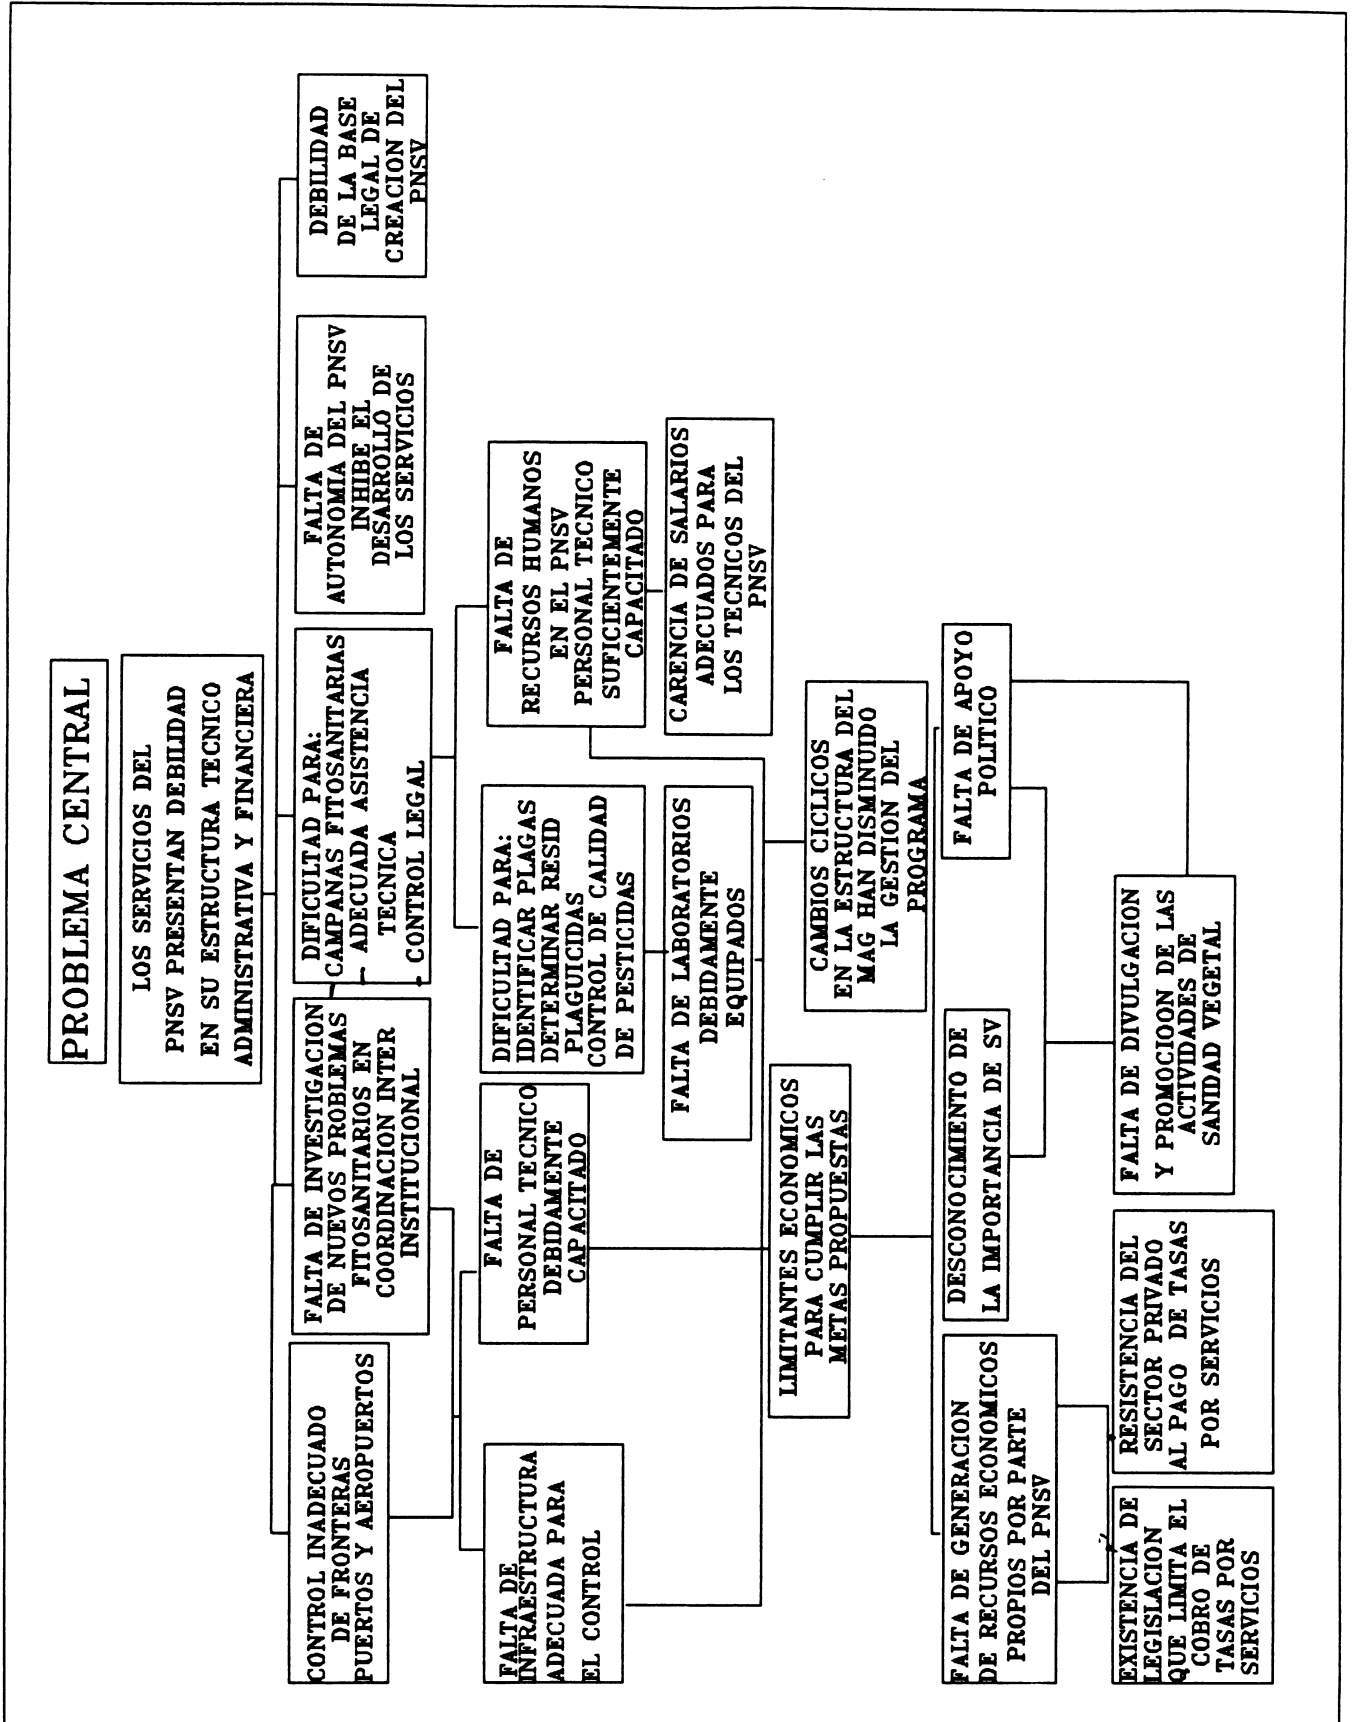 PROBLEMA CENTRAL
LOS SERVICIOS DEL
PNSV PRESENTAN DEBILIDAD
EN SU ESTRUCTURA TECNICO
ADMINISTRATIVA Y FINANCIERA
CONTROL INADECUADO
DE FRONTERAS
PUERTOS Y AEROPUERTOS
FALTA DE INVESTIGACION
DE NUEVOS PROBLEMAS
FITOSANITARIOS EN
COORDINACION INTER
INSTITUCIONAL
DIFICULTAD PARA:
CAMPANAS FITOSANITARIAS
- ADECUADA ASISTENCIA
TECNICA
- CONTROL LEGAL
FALTA DE
AUTONOMIA DEL PNSV
INHIBE EL
DESARROLLO DE
LOS SERVICIOS
DEBILIDAD
DE LA BASE
LEGAL DE
CREACION DEL
PNSV
FALTA DE
INFRAESTRUCTURA
ADECUADA PARA
EL CONTROL
FALTA DE
PERSONAL TECNICO
DEBIDAMENTE
CAPACITADO
DIFICULTAD PARA:
IDENTIFICAR PLAGAS
DETERMINAR RESID
PLAGUICIDAS
CONTROL DE CALIDAD
DE PESTICIDAS
FALTA DE
RECURSOS HUMANOS
EN EL PNSV
PERSONAL TECNICO
SUFICIENTEMENTE
CAPACITADO
FALTA DE LABORATORIOS
DEBIDAMENTE
EQUIPADOS
CARENCIA DE SALARIOS
ADECUADOS PARA
LOS TECNICOS DEL
PNSV
LIMITANTES ECONOMICOS
PARA CUMPLIR LAS
METAS PROPUESTAS
CAMBIOS CICLICOS
EN LA ESTRUCTURA DEL
MAG HAN DISMINUIDO
LA GESTION DEL
PROGRAMA
FALTA DE GENERACION
DE RECURSOS ECONOMICOS
PROPIOS POR PARTE
DEL PNSV
DESCONOCIMIENTO DE
LA IMPORTANCIA DE SV
FALTA DE APOYO
POLITICO
EXISTENCIA DE
LEGISLACION
QUE LIMITA EL
COBRO DE
TASAS POR
SERVICIOS
RESISTENCIA DEL
SECTOR PRIVADO
AL PAGO DE TASAS
POR SERVICIOS
FALTA DE DIVULGACION
Y PROMOCIOON DE LAS
ACTIVIDADES DE
SANIDAD VEGETAL